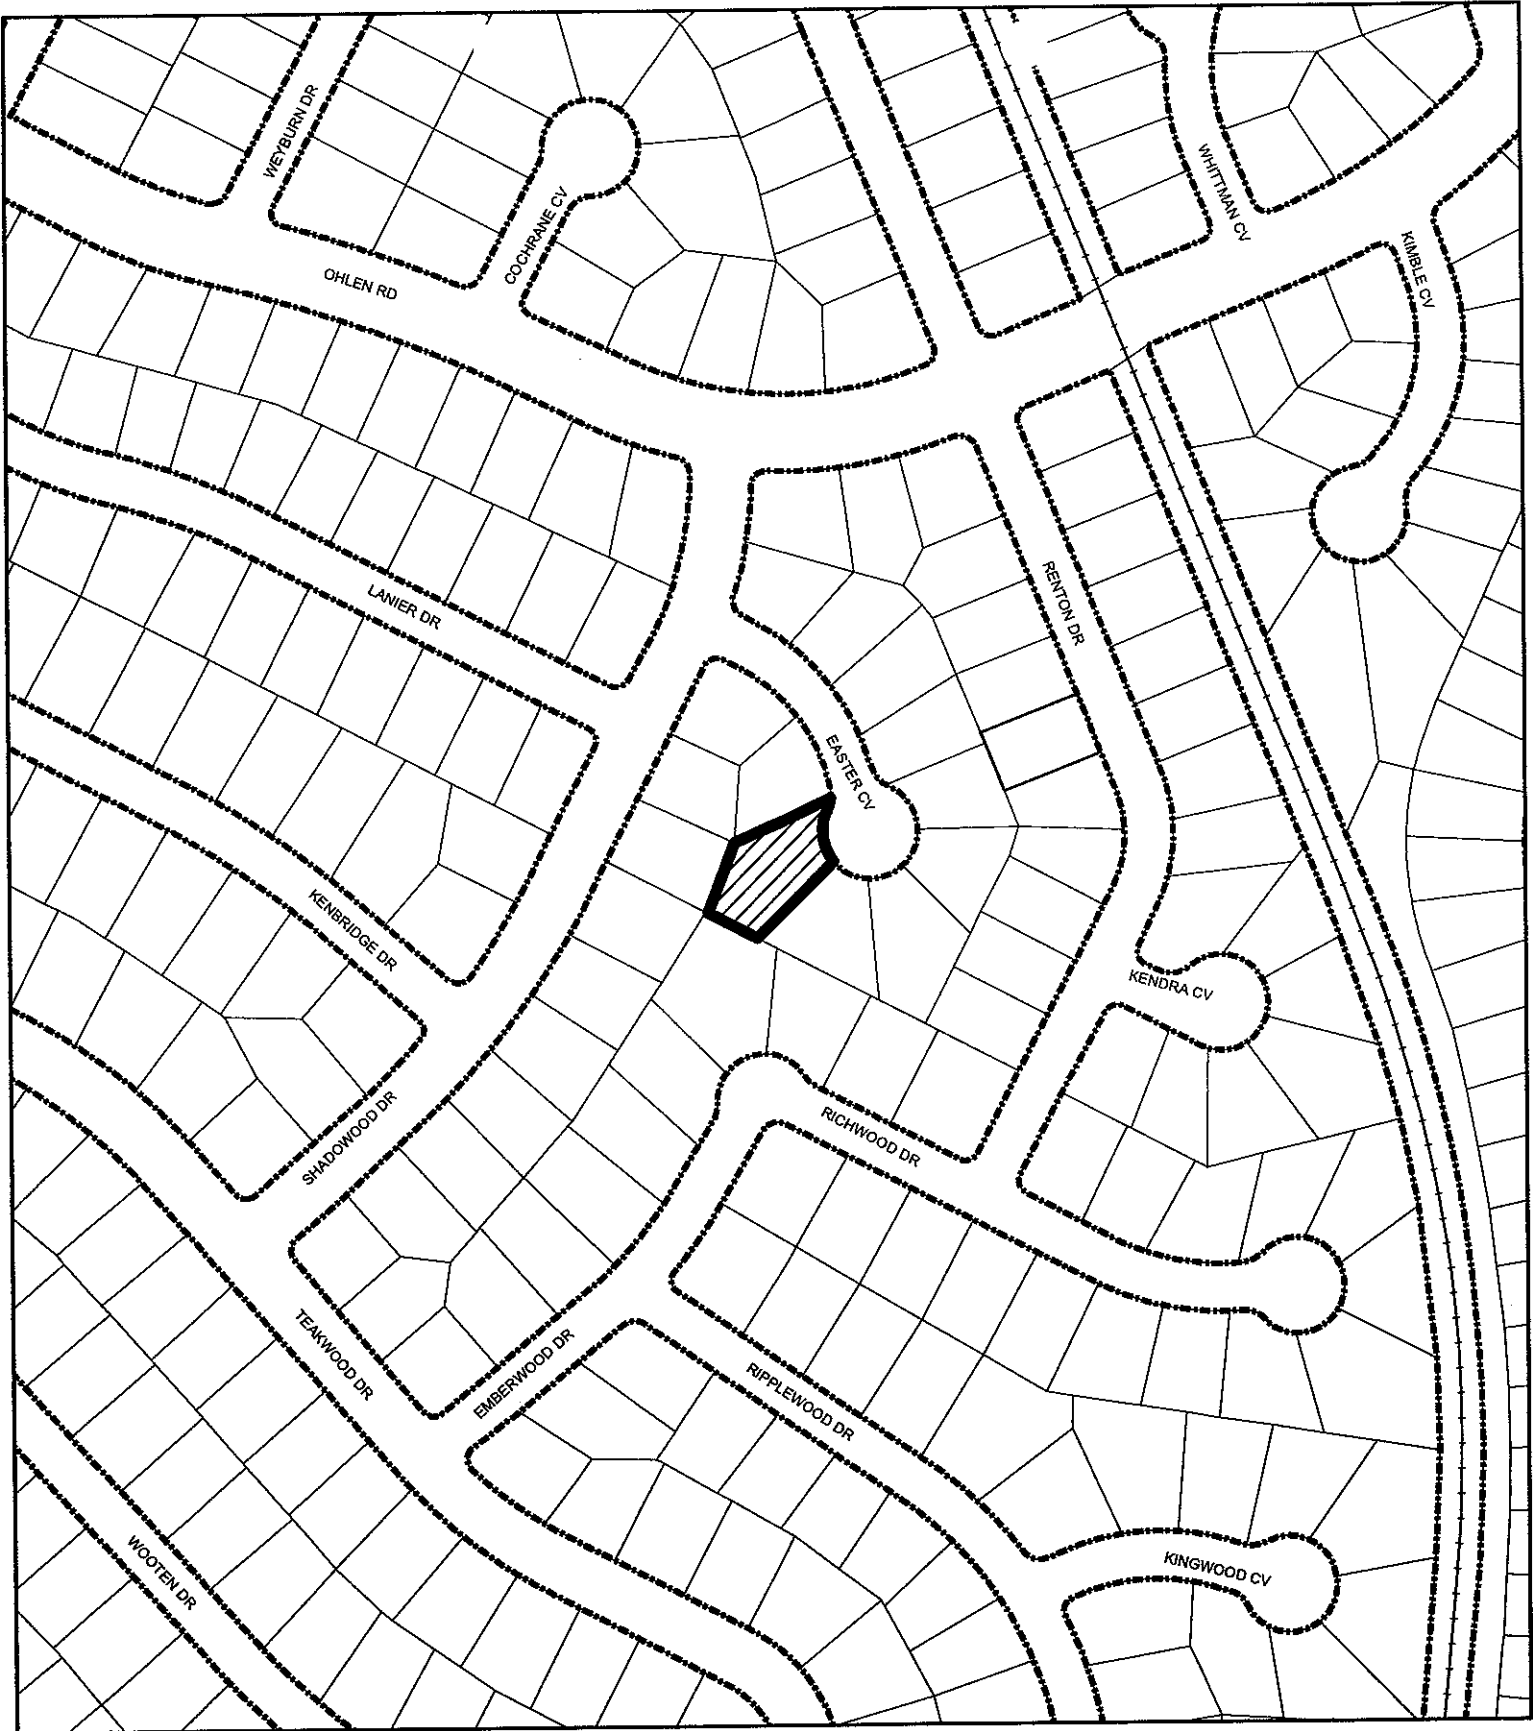 WEYBURN DR
COCHRANE CV
WHITTMAN CV
KIMBLE CV
OHLEN RD
LANIER DR
RENTON DR
EASTER CV
KENBRIDGE DR
KENDRA CV
SHADOWOOD DR
RICHWOOD DR
TEAKWOOD DR
EMBERWOOD DR
RIPPLEWOOD DR
WOOTEN DR
KINGWOOD CV